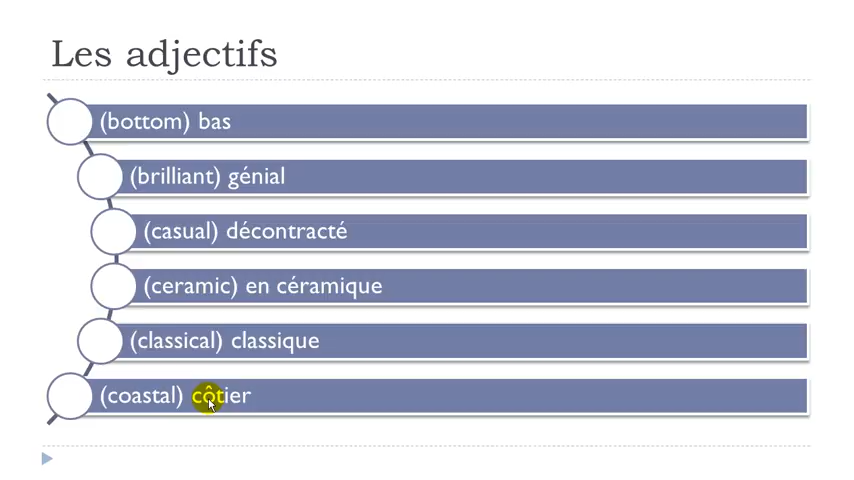 Les adjectifs
(bottom) bas
(brilliant) génial
(casual) décontracté
(ceramic) en céramique
(classical) classique
(coastal) côtier